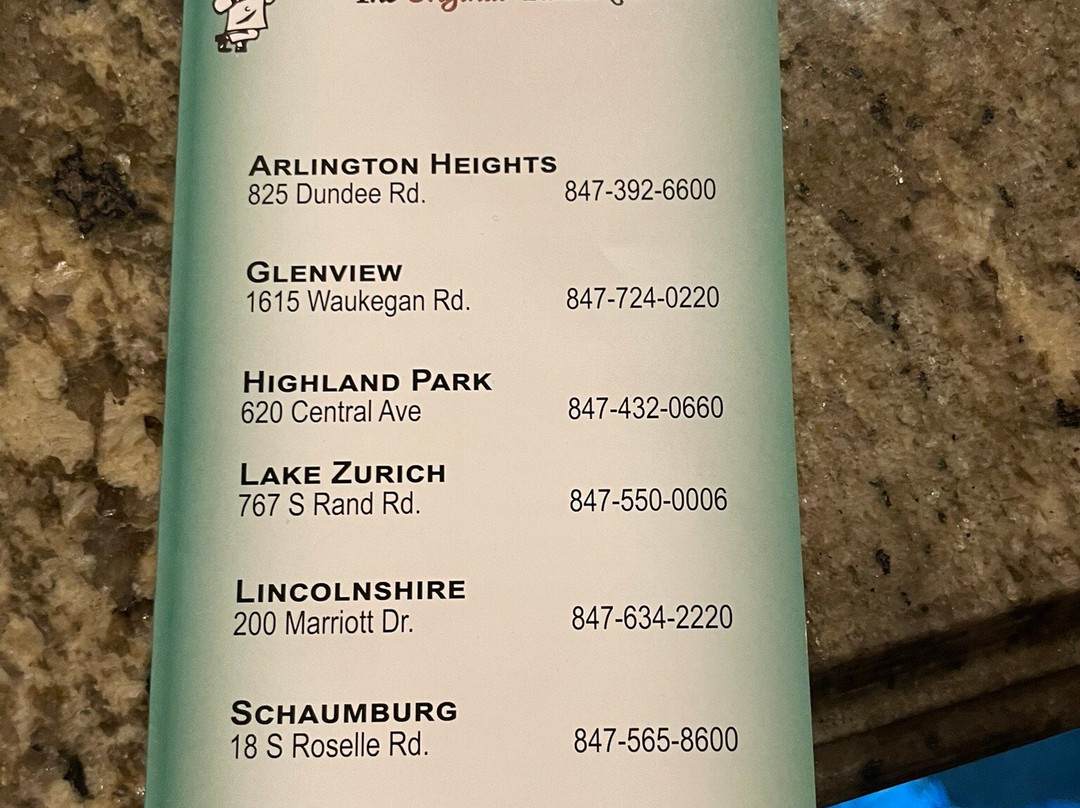 The Original
ARLINGTON HEIGHTS
825 Dundee Rd. 847-392-6600
GLENVIEW
1615 Waukegan Rd. 847-724-0220
HIGHLAND PARK
620 Central Ave 847-432-0660
LAKE ZURICH
767 S Rand Rd. 847-550-0006
LINCOLNSHIRE
200 Marriott Dr. 847-634-2220
SCHAUMBURG
18 S Roselle Rd. 847-565-8600